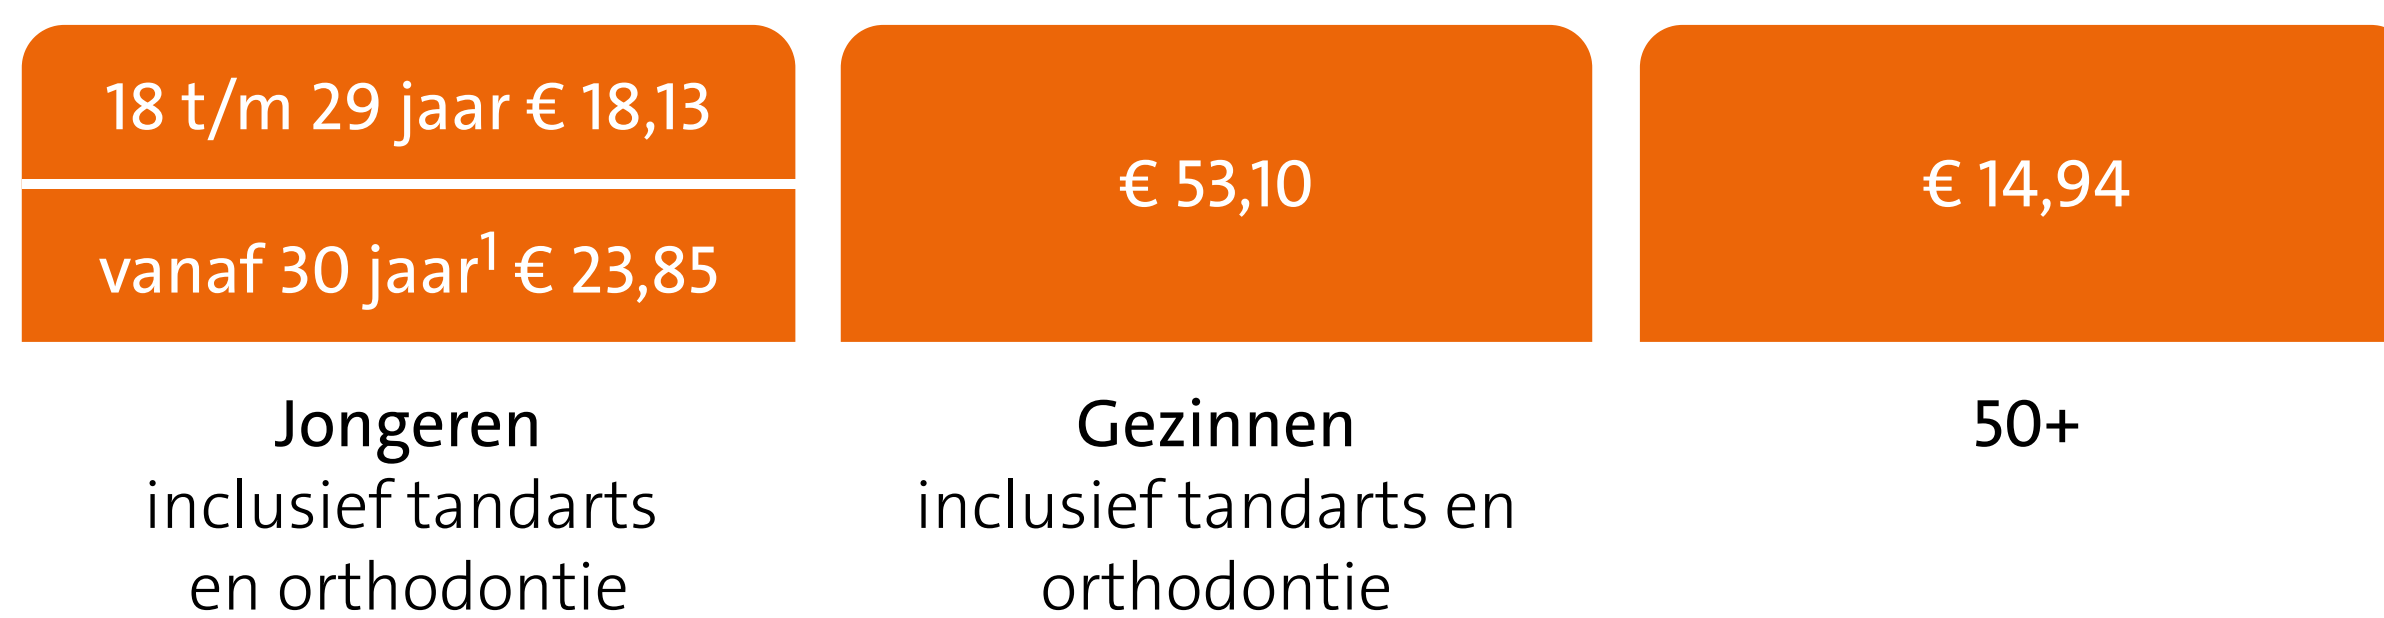 18 t/m 29 jaar € 18,13
vanaf 30 jaar¹ € 23,85
Jongeren
inclusief tandarts
en orthodontie
€ 53,10
Gezinnen
inclusief tandarts en
orthodontie
€ 14,94
50+